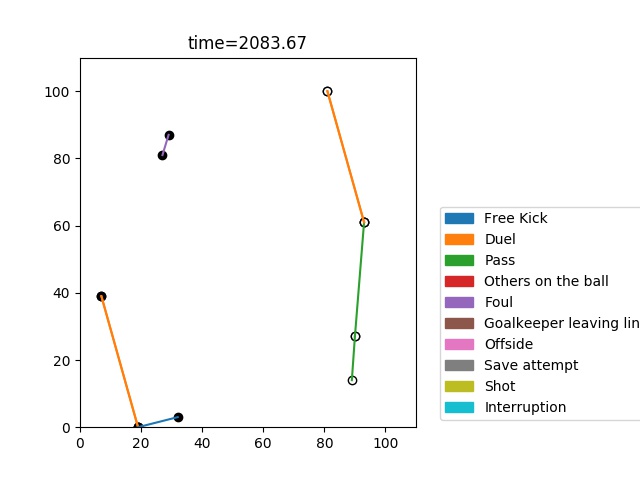 time=2083.67
100
80
60
40
20
0
0 20 40 60 80 100
Free Kick
Duel
Pass
Others on the ball
Foul
Goalkeeper leaving lin
Offside
Save attempt
Shot
Interruption